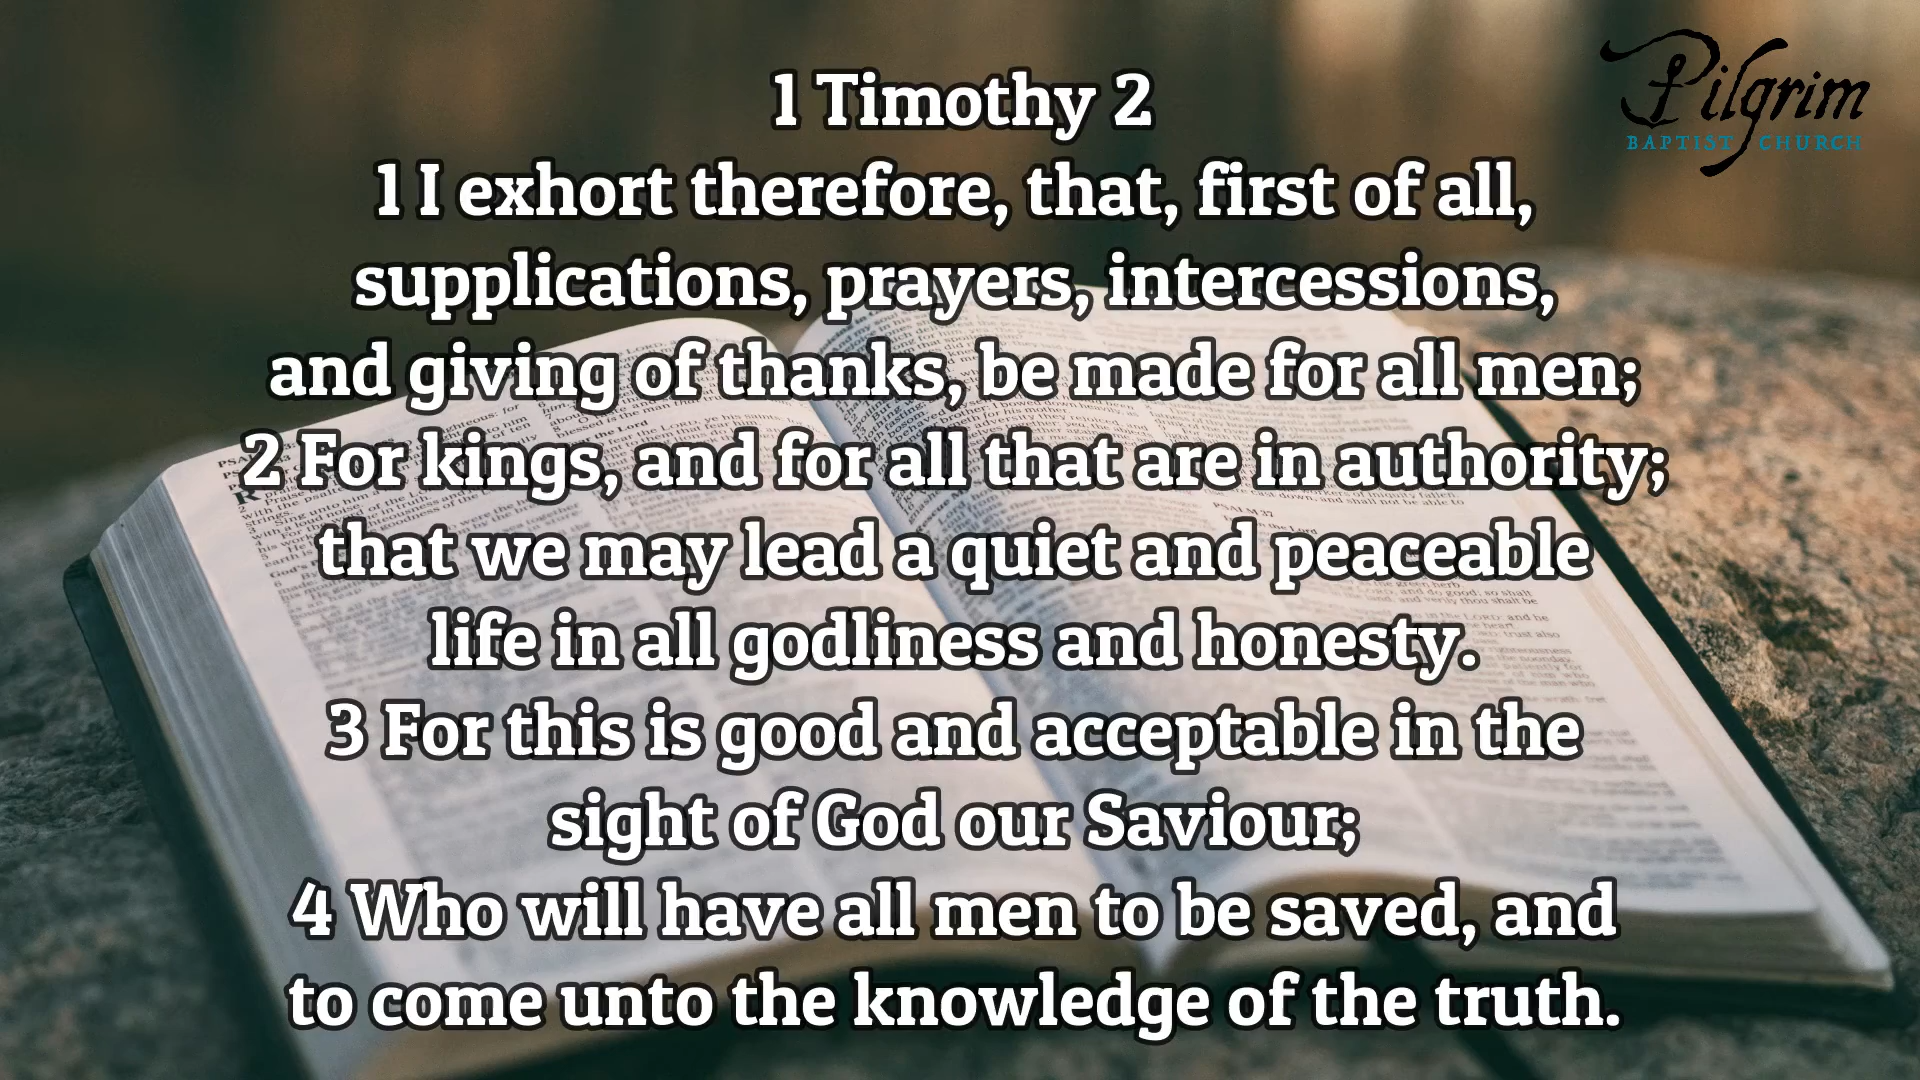 Pilgrim
BAPTIST CHURCH
1 Timothy 2
1 I exhort therefore, that, first of all,
supplications, prayers, intercessions,
and giving of thanks, be made for all men;
2 For kings, and for all that are in authority;
that we may lead a quiet and peaceable
life in all godliness and honesty.
3 For this is good and acceptable in the
sight of God our Saviour;
4 Who will have all men to be saved, and
to come unto the knowledge of the truth.